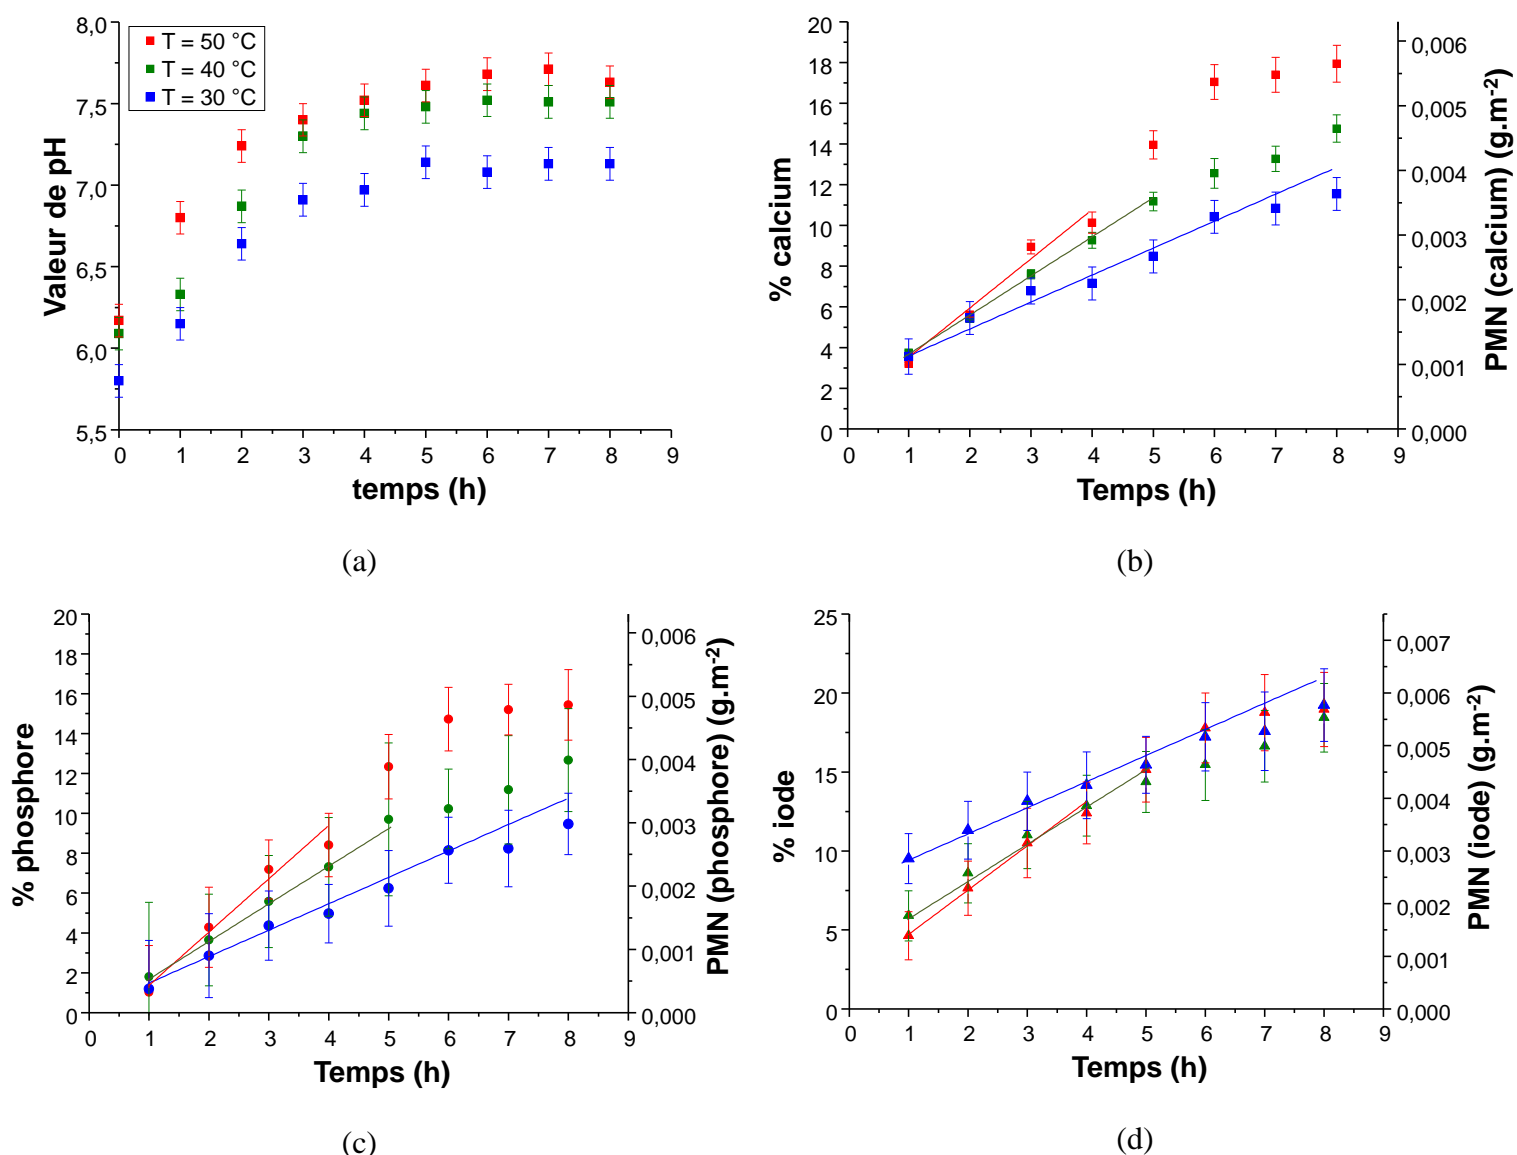 8,0
7,5
7,0
6,5
6,0
5,5
Valeur de pH
T = 50 °C
T = 40 °C
T = 30 °C
0 1 2 3 4 5 6 7 8 9
temps (h)
(a)
20
18
16
14
12
10
8
6
4
2
0
% calcium
0,006
0,005
0,004
0,003
0,002
0,001
0,000
PMN (calcium) (g.m-2)
0 1 2 3 4 5 6 7 8 9
Temps (h)
(b)
20
18
16
14
12
10
8
6
4
2
0
% phosphore
0,006
0,005
0,004
0,003
0,002
0,001
0,000
PMN (phosphore) (g.m-2)
0 1 2 3 4 5 6 7 8 9
Temps (h)
(c)
25
20
15
10
5
0
% iode
0,007
0,006
0,005
0,004
0,003
0,002
0,001
0,000
PMN (iode) (g.m-2)
0 1 2 3 4 5 6 7 8 9
Temps (h)
(d)